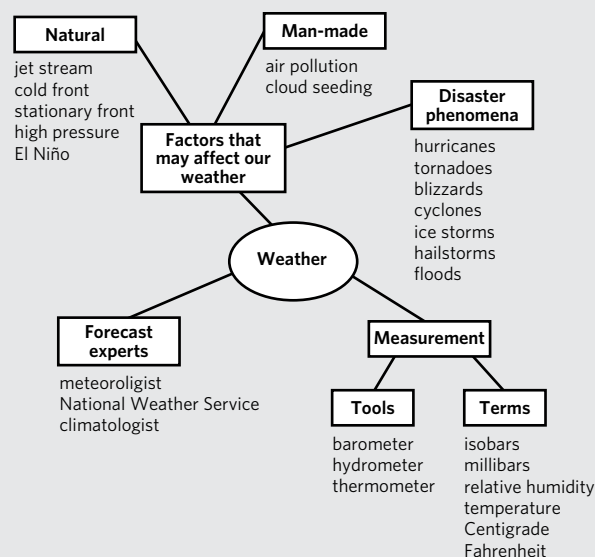 Natural
jet stream
cold front
stationary front
high pressure
El Niño
Man-made
air pollution
cloud seeding
Disaster
phenomena
hurricanes
tornadoes
blizzards
cyclones
ice storms
hailstorms
floods
Factors that
may affect our
weather
Weather
Forecast
experts
meteoroligist
National Weather Service
climatologist
Measurement
Tools
barometer
hydrometer
thermometer
Terms
isobars
millibars
relative humidity
temperature
Centigrade
Fahrenheit